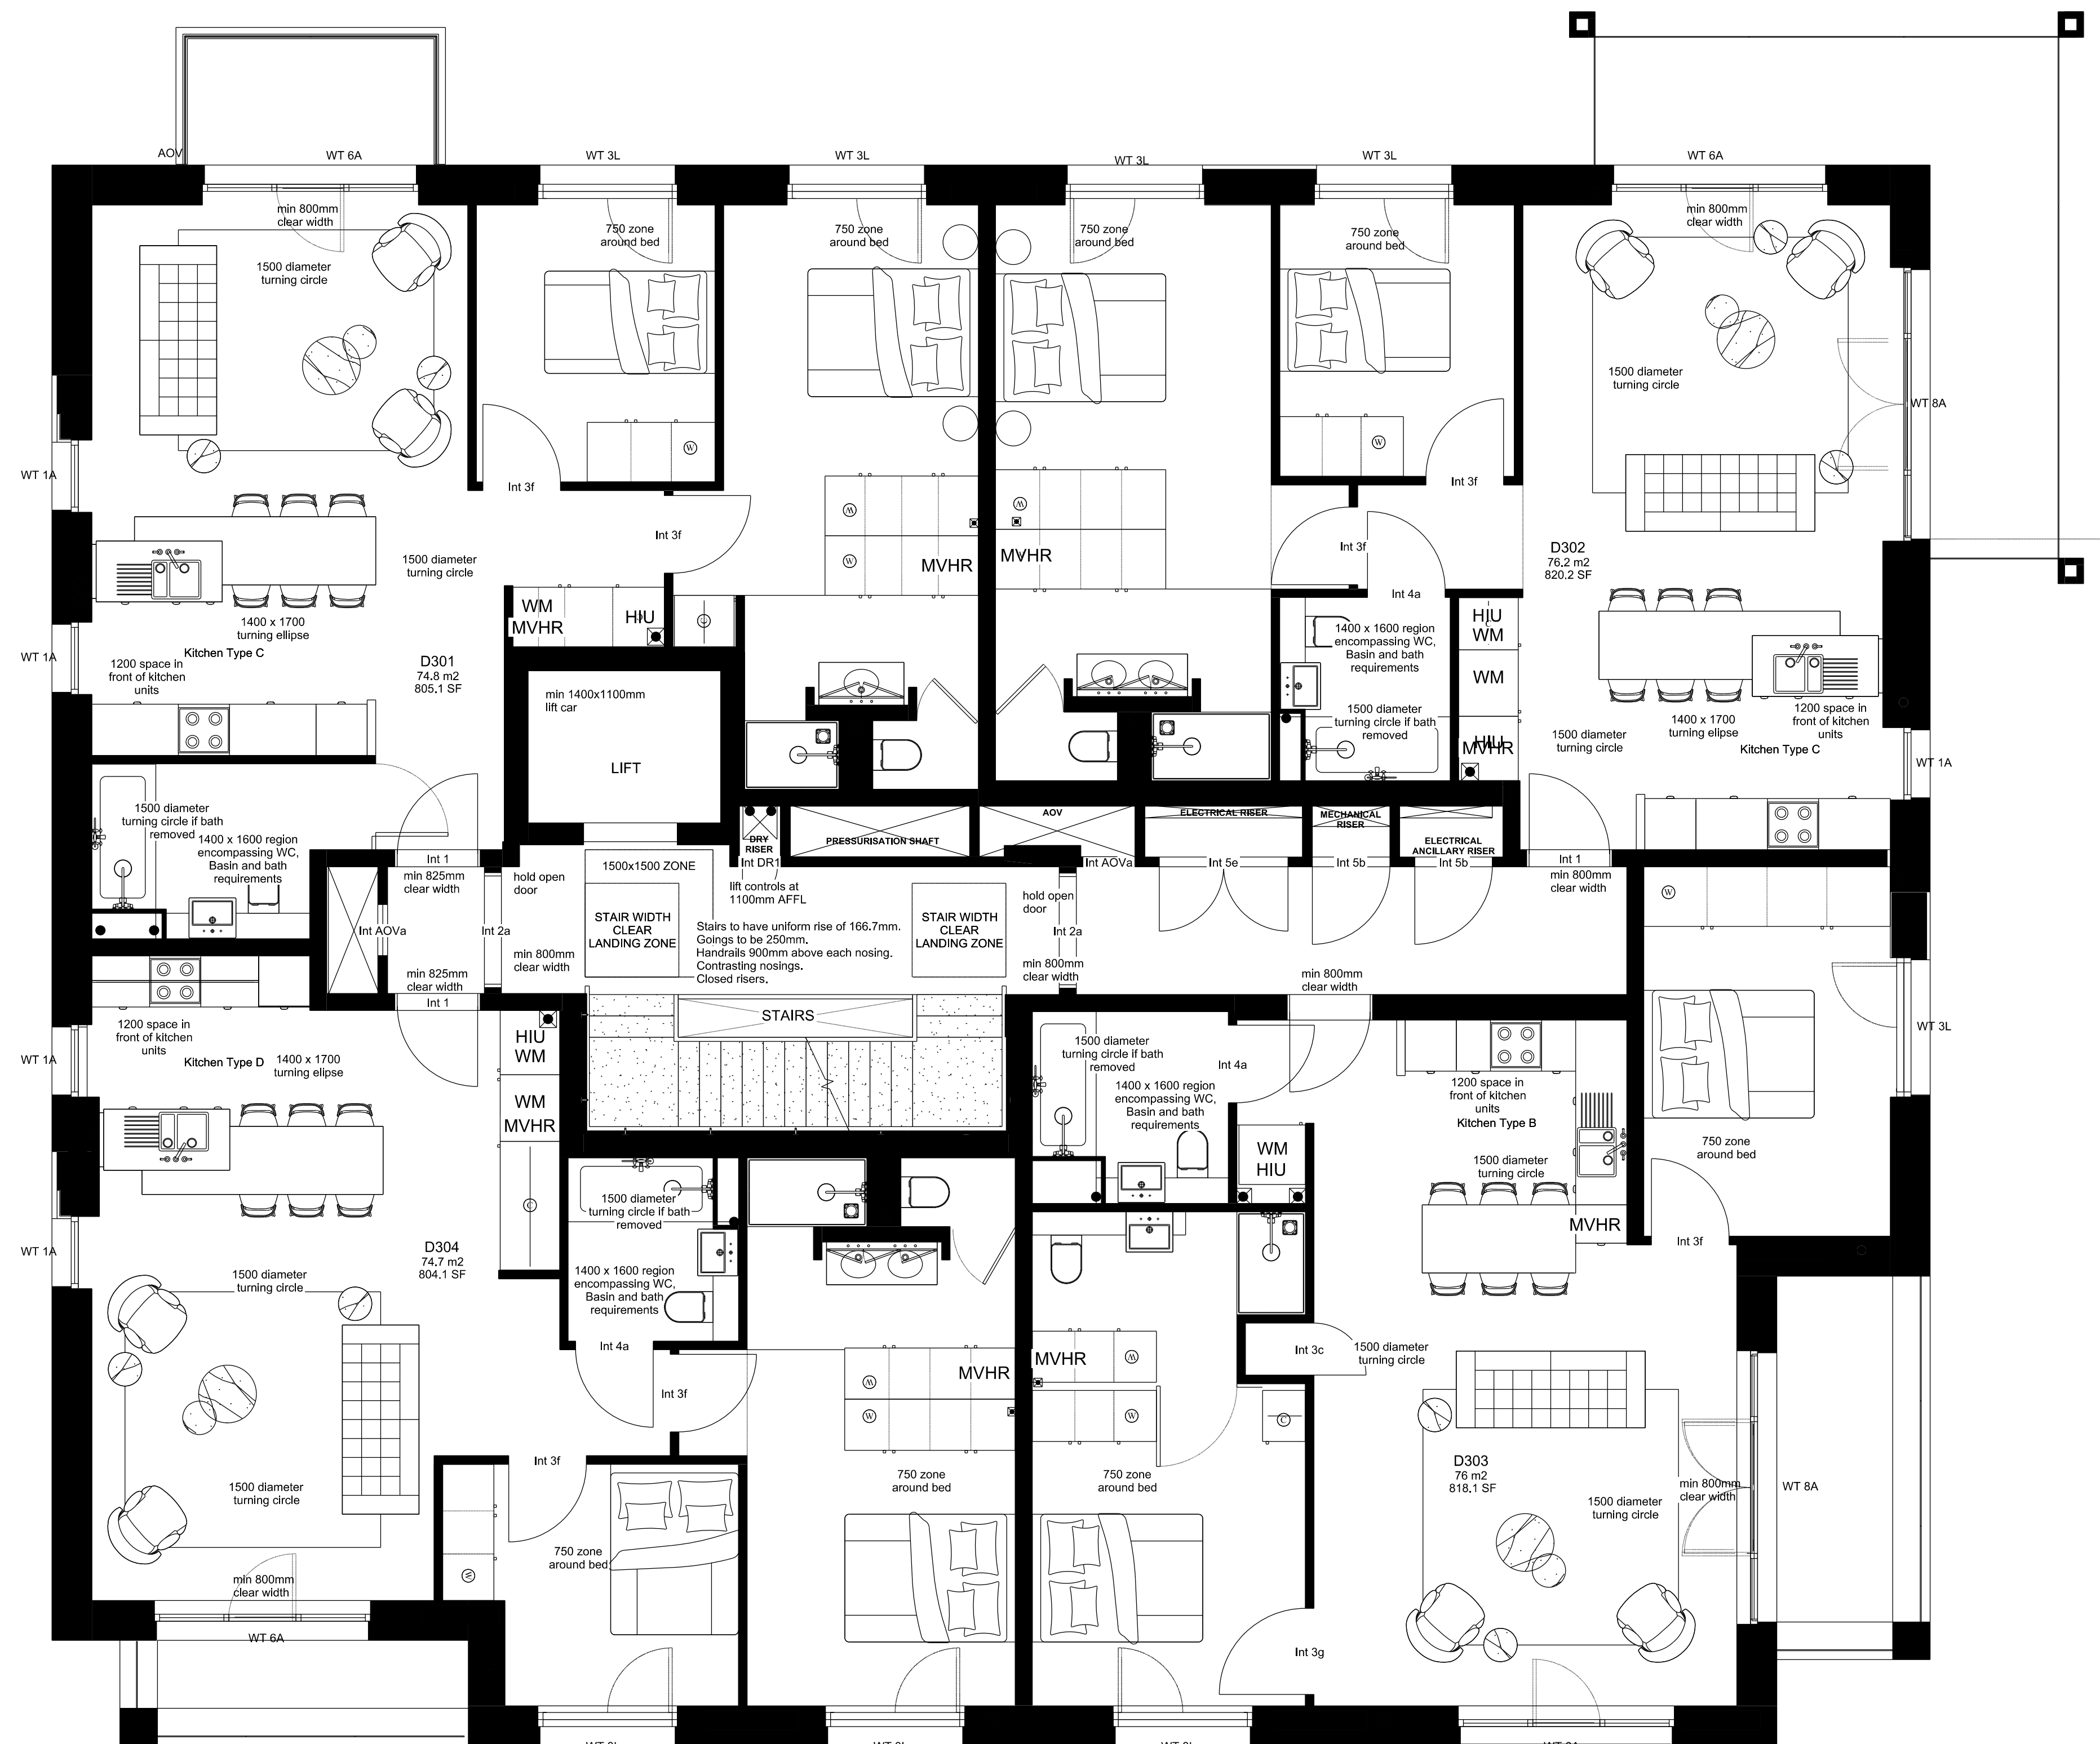 AOV
WT 6A
WT 3L
WT 3L
WT 3L
WT 3L
WT 6A
min 800mm
clear width
1500 diameter
turning circle
750 zone
around bed
750 zone
around bed
750 zone
around bed
750 zone
around bed
min 800mm
clear width
1500 diameter
turning circle
WT 8A
WT 1A
W
Int 3f
Int 3f
1500 diameter
turning circle
W
W
MVHR
W
MVHR
W
Int 3f
Int 3f
Int 4a
D302
76.2 m2
820.2 SF
WM
MVHR
HIU
1400 x 1700
turning ellipse
Kitchen Type C
WT 1A
1200 space in
front of kitchen
units
D301
74.8 m2
805.1 SF
min 1400x1100mm
lift car
LIFT
1400 x 1600 region
encompassing WC,
Basin and bath
requirements
1500 diameter
turning circle if bath
removed
HIU
WM
WM
HIU
MVHR
1500 diameter
turning circle
1400 x 1700
turning elipse
1200 space in
front of kitchen
units
Kitchen Type C
WT 1A
1500 diameter
turning circle if bath
removed
1400 x 1600 region
encompassing WC,
Basin and bath
requirements
DRY
RISER
Int DR1
PRESSURISATION SHAFT
AOV
Int AOVa
ELECTRICAL RISER
Int 5e
MECHANICAL
RISER
Int 5b
ELECTRICAL
ANCILLARY RISER
Int 5b
Int 1
min 825mm
clear width
hold open
door
1500x1500 ZONE
lift controls at
1100mm AFFL
Int 1
min 800mm
clear width
W
Int AOVa
Int 2a
STAIR WIDTH
CLEAR
LANDING ZONE
Stairs to have uniform rise of 166.7mm.
Goings to be 250mm.
Handrails 900mm above each nosing.
Contrasting nosings.
Closed risers.
STAIR WIDTH
CLEAR
LANDING ZONE
hold open
door
Int 2a
min 825mm
clear width
min 800mm
clear width
min 800mm
clear width
min 800mm
clear width
Int 1
STAIRS
1200 space in
front of kitchen
units
Kitchen Type D
1400 x 1700
turning elipse
WT 1A
HIU
WM
WM
MVHR
C
1500 diameter
turning circle if bath
removed
1400 x 1600 region
encompassing WC,
Basin and bath
requirements
Int 4a
WM
HIU
1200 space in
front of kitchen
units
Kitchen Type B
1500 diameter
turning circle
MVHR
WT 3L
750 zone
around bed
Int 3f
WT 1A
D304
74.7 m2
804.1 SF
1500 diameter
turning circle
1500 diameter
turning circle if bath
removed
1400 x 1600 region
encompassing WC,
Basin and bath
requirements
Int 4a
Int 3f
MVHR
W
W
MVHR
W
W
C
Int 3c
1500 diameter
turning circle
Int 3f
1500 diameter
turning circle
750 zone
around bed
750 zone
around bed
750 zone
around bed
W
D303
76 m2
818.1 SF
1500 diameter
turning circle
min 800mm
clear width
WT 8A
min 800mm
clear width
WT 6A
Int 3g